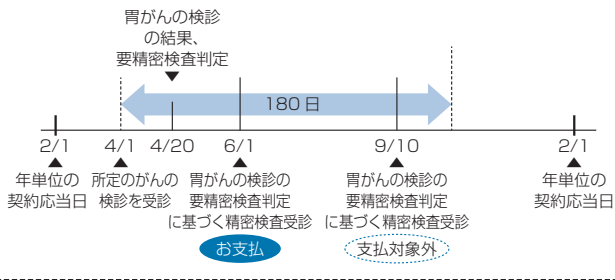 胃がんの検診
の結果、
要精密検査判定
180日
2/1
4/1
4/20
6/1
9/10
2/1
年単位の
契約応当日
所定のがんの
検診を受診
胃がんの検診の
要精密検査判定
に基づく精密検査受診
お支払
胃がんの検診の
要精密検査判定
に基づく精密検査受診
支払対象外
年単位の
契約応当日